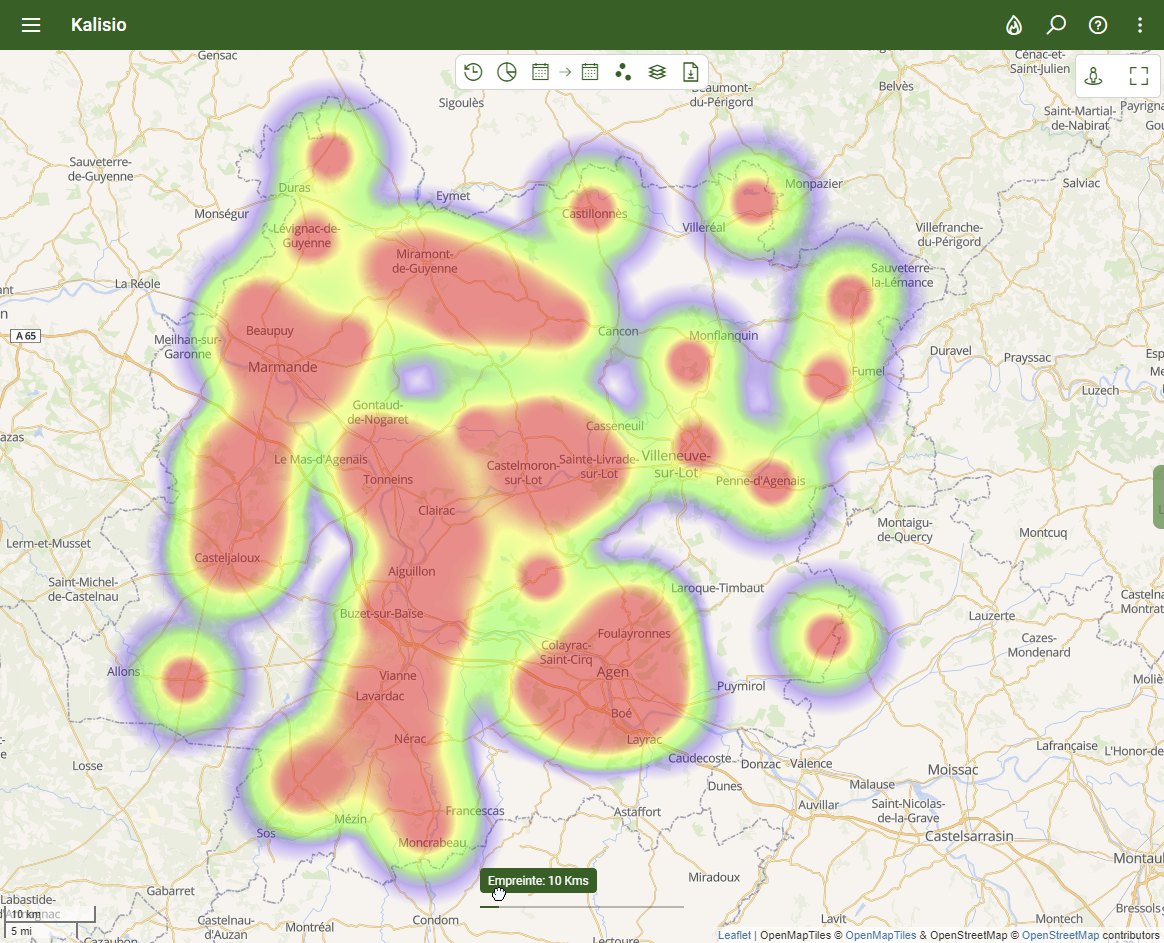 Kalisio
Gensac
Cénac-et-
Saint-Julien
Beaumont-
du-Périgord
Belvès
Sigoulès
Saint-Martial-
de-Nabirat
Sauveterre-
de-Guyenne
Duras
Eymet
Monpazier
Salviac
Monségur
Castillonnès
Villeréal
Lévignac-de-
Guyenne
Villefranche-
du-Périgord
Miramont-
de-Guyenne
Sauveterre-
la-Lémance
La Réole
A 65
Beaupuy
Cancon
Monflanquin
Meilhan-sur-
Garonne
Duravel
Prayssac
Marmande
Fumel
Luzech
Gontaud-
de-Nogaret
Casseneuil
Le Mas-d'Agenais
Castelmoron-
sur-Lot
Sainte-Livrade-
sur-Lot
Villeneuve-
sur-Lot
Tonneins
Penne-d'Agenais
Clairac
Montaigu-
de-Quercy
Montcuq
Lerm-et-Musset
Casteljaloux
Aiguillon
Saint-Michel-
de-Castelnau
Laroque-Timbaut
Buzet-sur-Baïse
Lauzerte
Foulayronnes
Cazes-
Mondenard
Colayrac-
Saint-Cirq
Allons
Vianne
Agen
Puymirol
Lavardac
Boé
Nérac
Layrac
Lafrançaise
L'Honor-de-
Losse
Caudecoste
Donzac
Valence
Moissac
Dunes
Malause
Francescas
Astaffort
Auvillar
Saint-Nicolas-
de-la-Grave
Mézin
Sos
Castelsarrasin
Moncrabeau
Empreinte: 10 Kms
Miradoux
Gabarret
Labastide-
10 km
5 mi
Castelnau-
d'Auzan
Montréal
Condom
Lavit
Montech
Cazaubon
Lectoure
Leaflet | OpenMapTiles © OpenMapTiles & OpenStreetMap © OpenStreetMap contributors